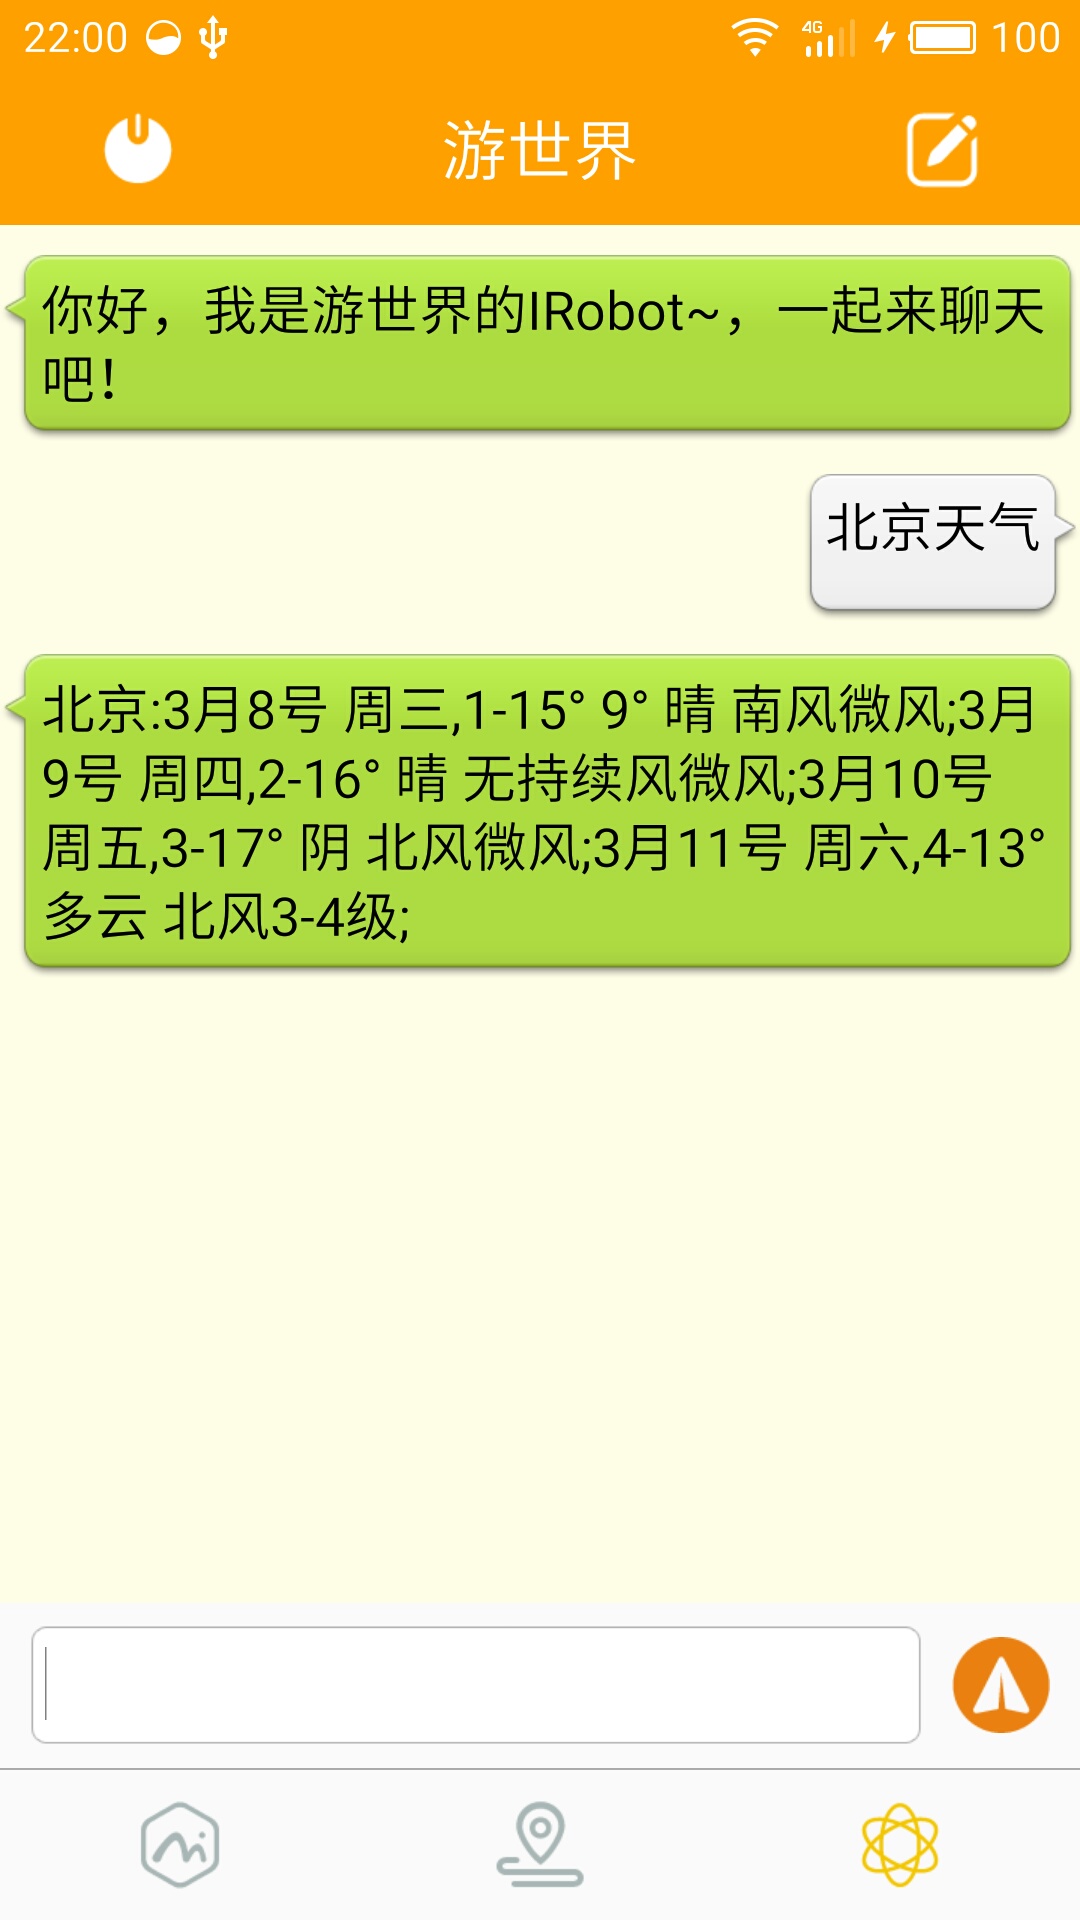 22:00 4G 100
游世界
你好，我是游世界的IRobot~，一起来聊天
吧！
北京天气
北京:3月8号 周三,1-15° 9° 晴 南风微风;3月
9号 周四,2-16° 晴 无持续风微风;3月10号
周五,3-17° 阴 北风微风;3月11号 周六,4-13°
多云 北风3-4级;